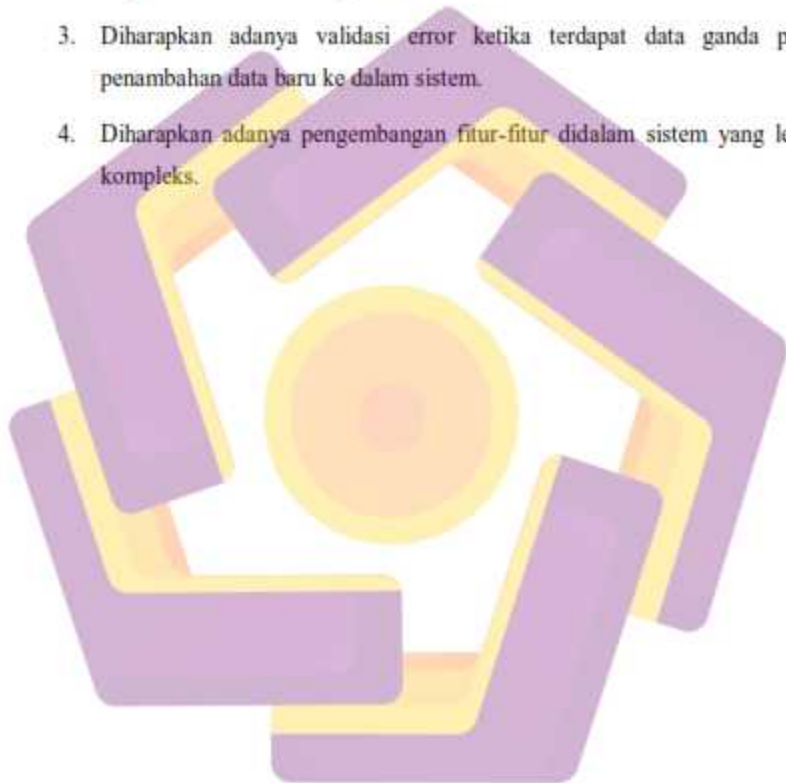 3. Diharapkan adanya validasi error ketika terdapat data ganda p
penambahan data baru ke dalam sistem.
4. Diharapkan adanya pengembangan fitur-fitur didalam sistem yang le
kompleks.